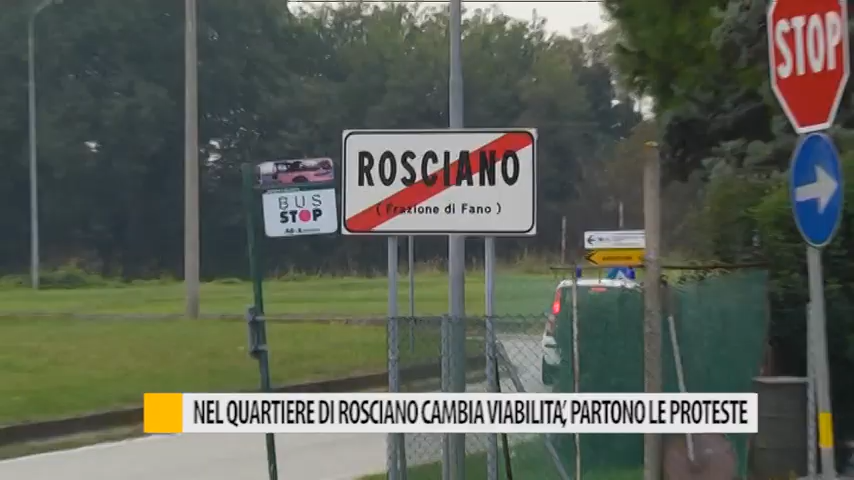 STOP
ROSCIANO
( Frazione di Fano )
BUS
STOP
NEL QUARTIERE DI ROSCIANO CAMBIA VIABILITA', PARTONO LE PROTESTE